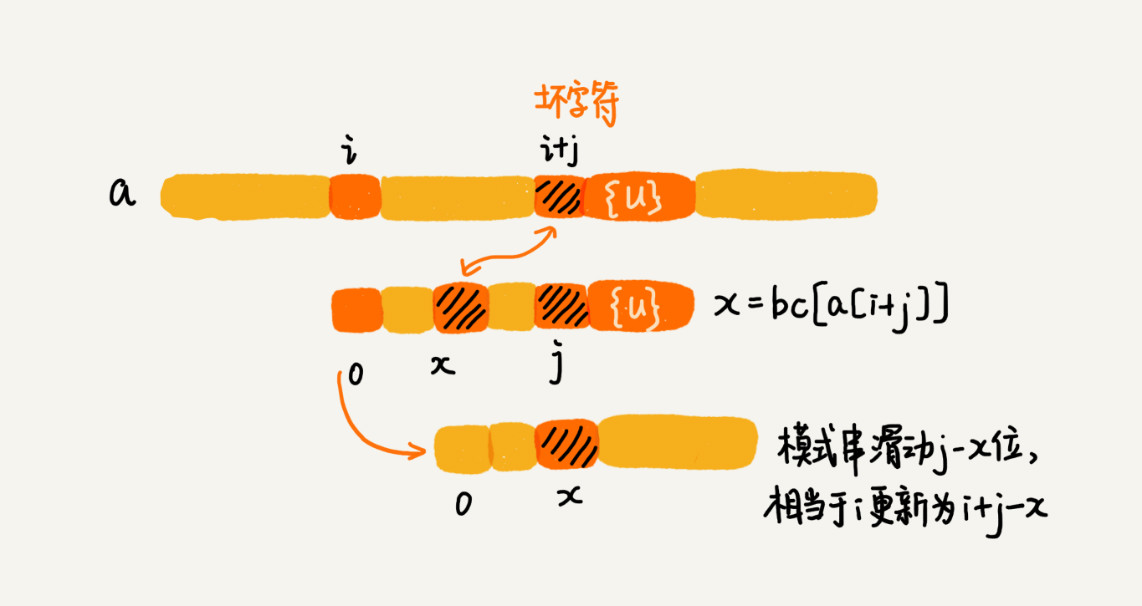 坏字符
i i+j
a {u}
{u} x=bc[a[i+j]]
0 x j
模式串滑动j-x位,
0 x
相当于i更新为i+j-x